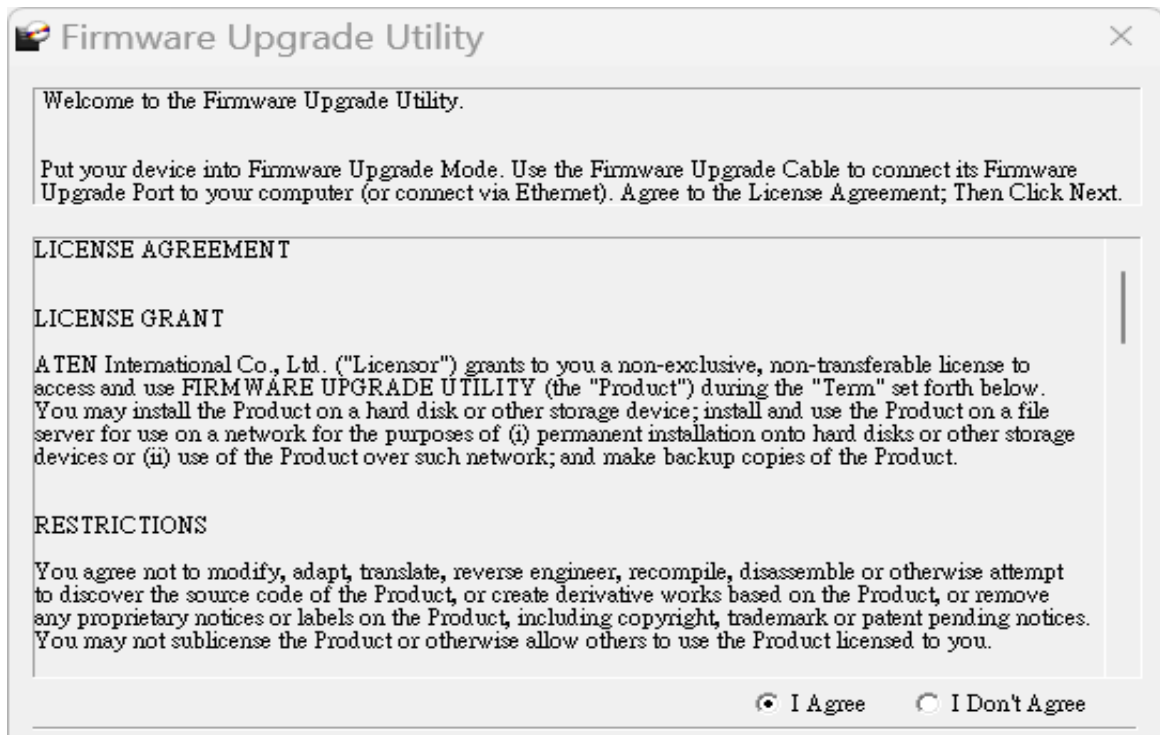 Firmware Upgrade Utility
Welcome to the Firmware Upgrade Utility.
Put your device into Firmware Upgrade Mode. Use the Firmware Upgrade Cable to connect its Firmware
Upgrade Port to your computer (or connect via Ethernet). Agree to the License Agreement; Then Click Next.
LICENSE AGREEMENT
LICENSE GRANT
ATEN International Co., Ltd. ("Licensor") grants to you a non-exclusive, non-transferable license to
access and use FIRMWARE UPGRADE UTILITY (the "Product") during the "Term" set forth below.
You may install the Product on a hard disk or other storage device; install and use the Product on a file
server for use on a network for the purposes of (i) permanent installation onto hard disks or other storage
devices or (ii) use of the Product over such network; and make backup copies of the Product.
RESTRICTIONS
You agree not to modify, adapt, translate, reverse engineer, recompile, disassemble or otherwise attempt
to discover the source code of the Product, or create derivative works based on the Product, or remove
any proprietary notices or labels on the Product, including copyright, trademark or patent pending notices.
You may not sublicense the Product or otherwise allow others to use the Product licensed to you.
I Agree I Don't Agree